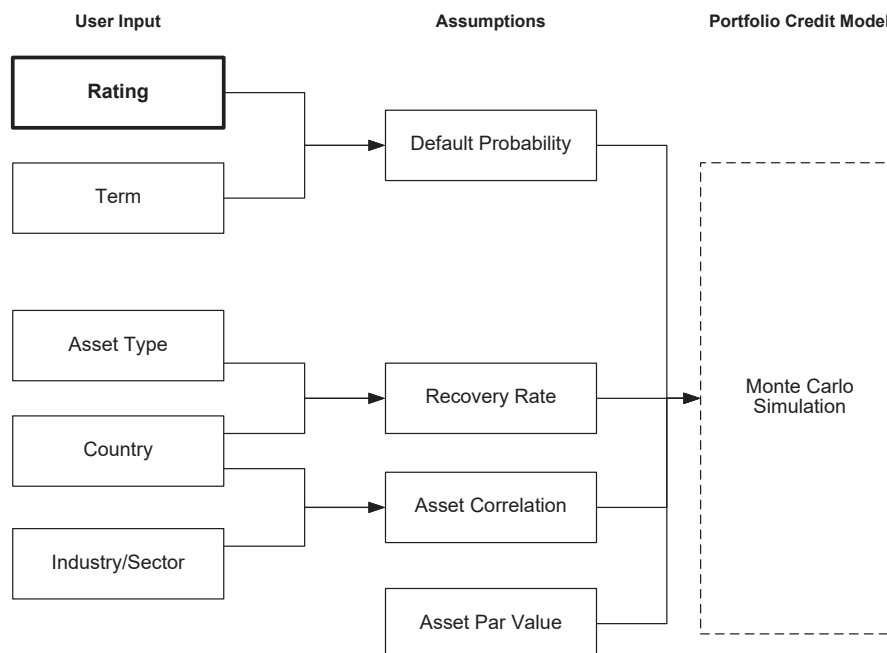 User Input
Assumptions
Portfolio Credit Model
Rating
Default Probability
Term
Asset Type
Recovery Rate
Monte Carlo
Simulation
Country
Asset Correlation
Industry/Sector
Asset Par Value